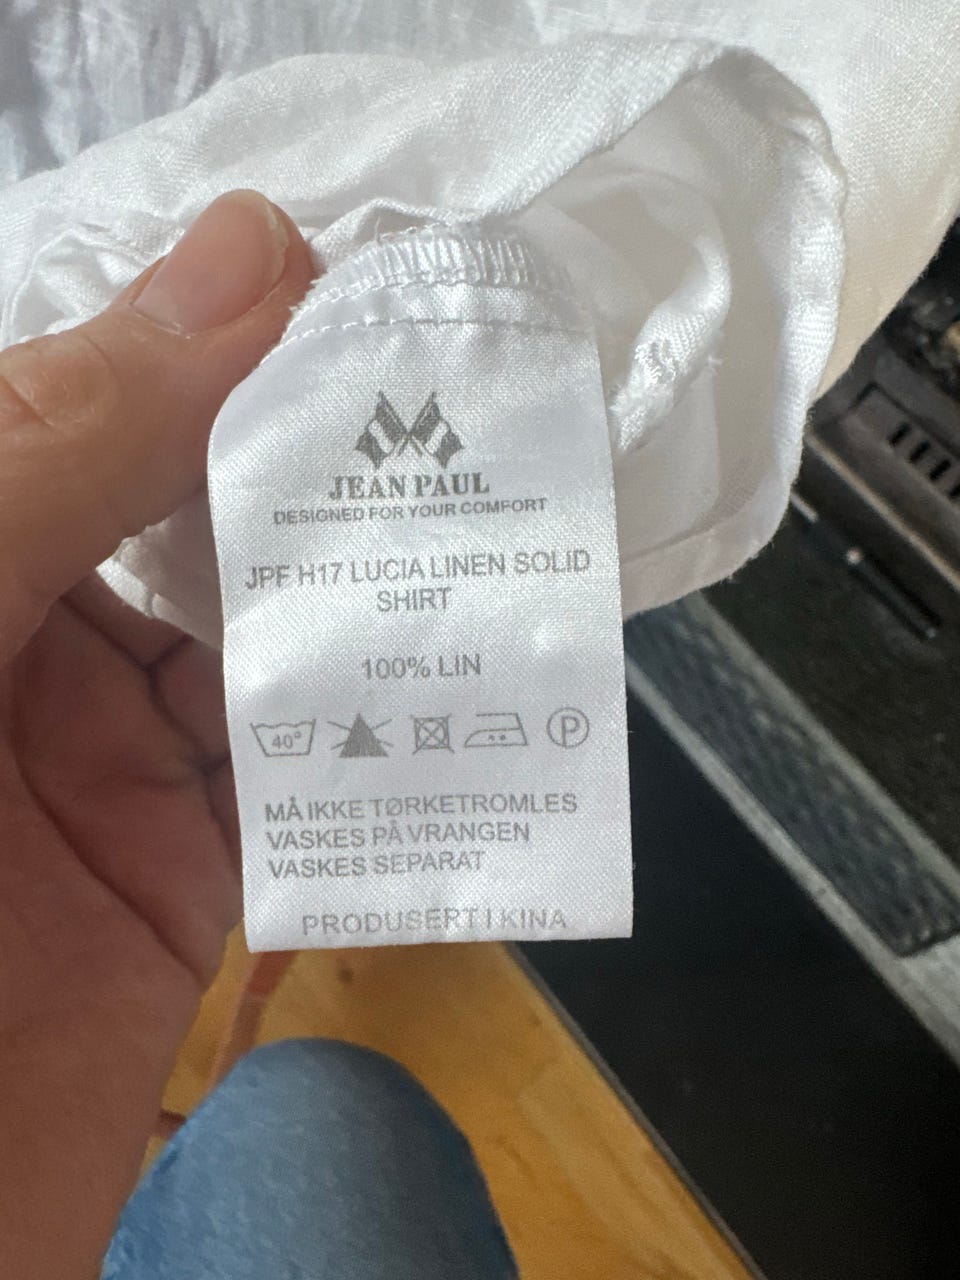 JEAN PAUL
DESIGNED FOR YOUR COMFORT
JPF H17 LUCIA LINEN SOLID
SHIRT
100% LIN
40° P
MÅ IKKE TØRKETROMLES
VASKES PÅ VRANGEN
VASKES SEPARAT
PRODUSERT I KINA